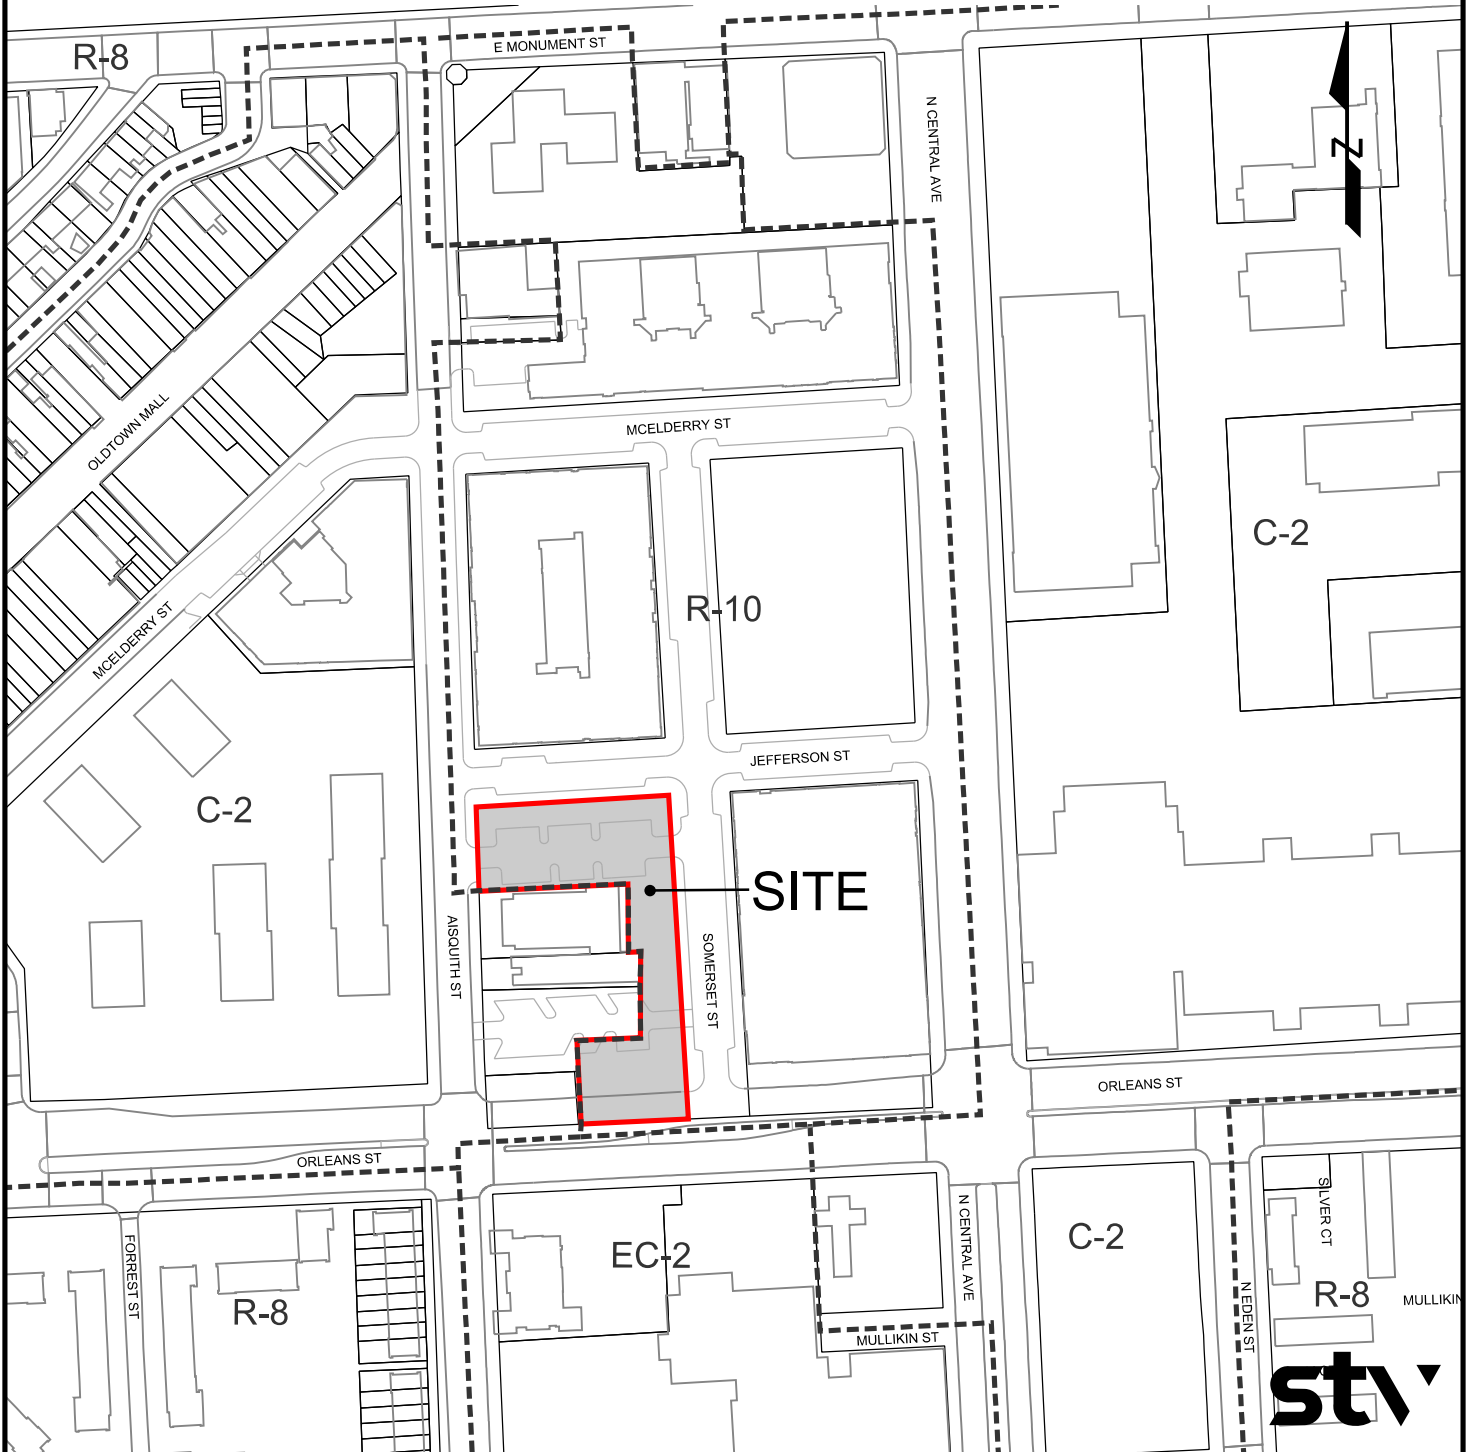 E MONUMENT ST
R-8
N CENTRAL AVE
N
OLDTOWN MALL
MCELDERRY ST
C-2
R-10
MCELDERRY ST
JEFFERSON ST
C-2
SITE
AISQUITH ST
SOMERSET ST
ORLEANS ST
ORLEANS ST
SILVER CT
N CENTRAL AVE
FORREST ST
C-2
EC-2
R-8
R-8
N EDEN ST
MULLIKIN
MULLIKIN ST
stv